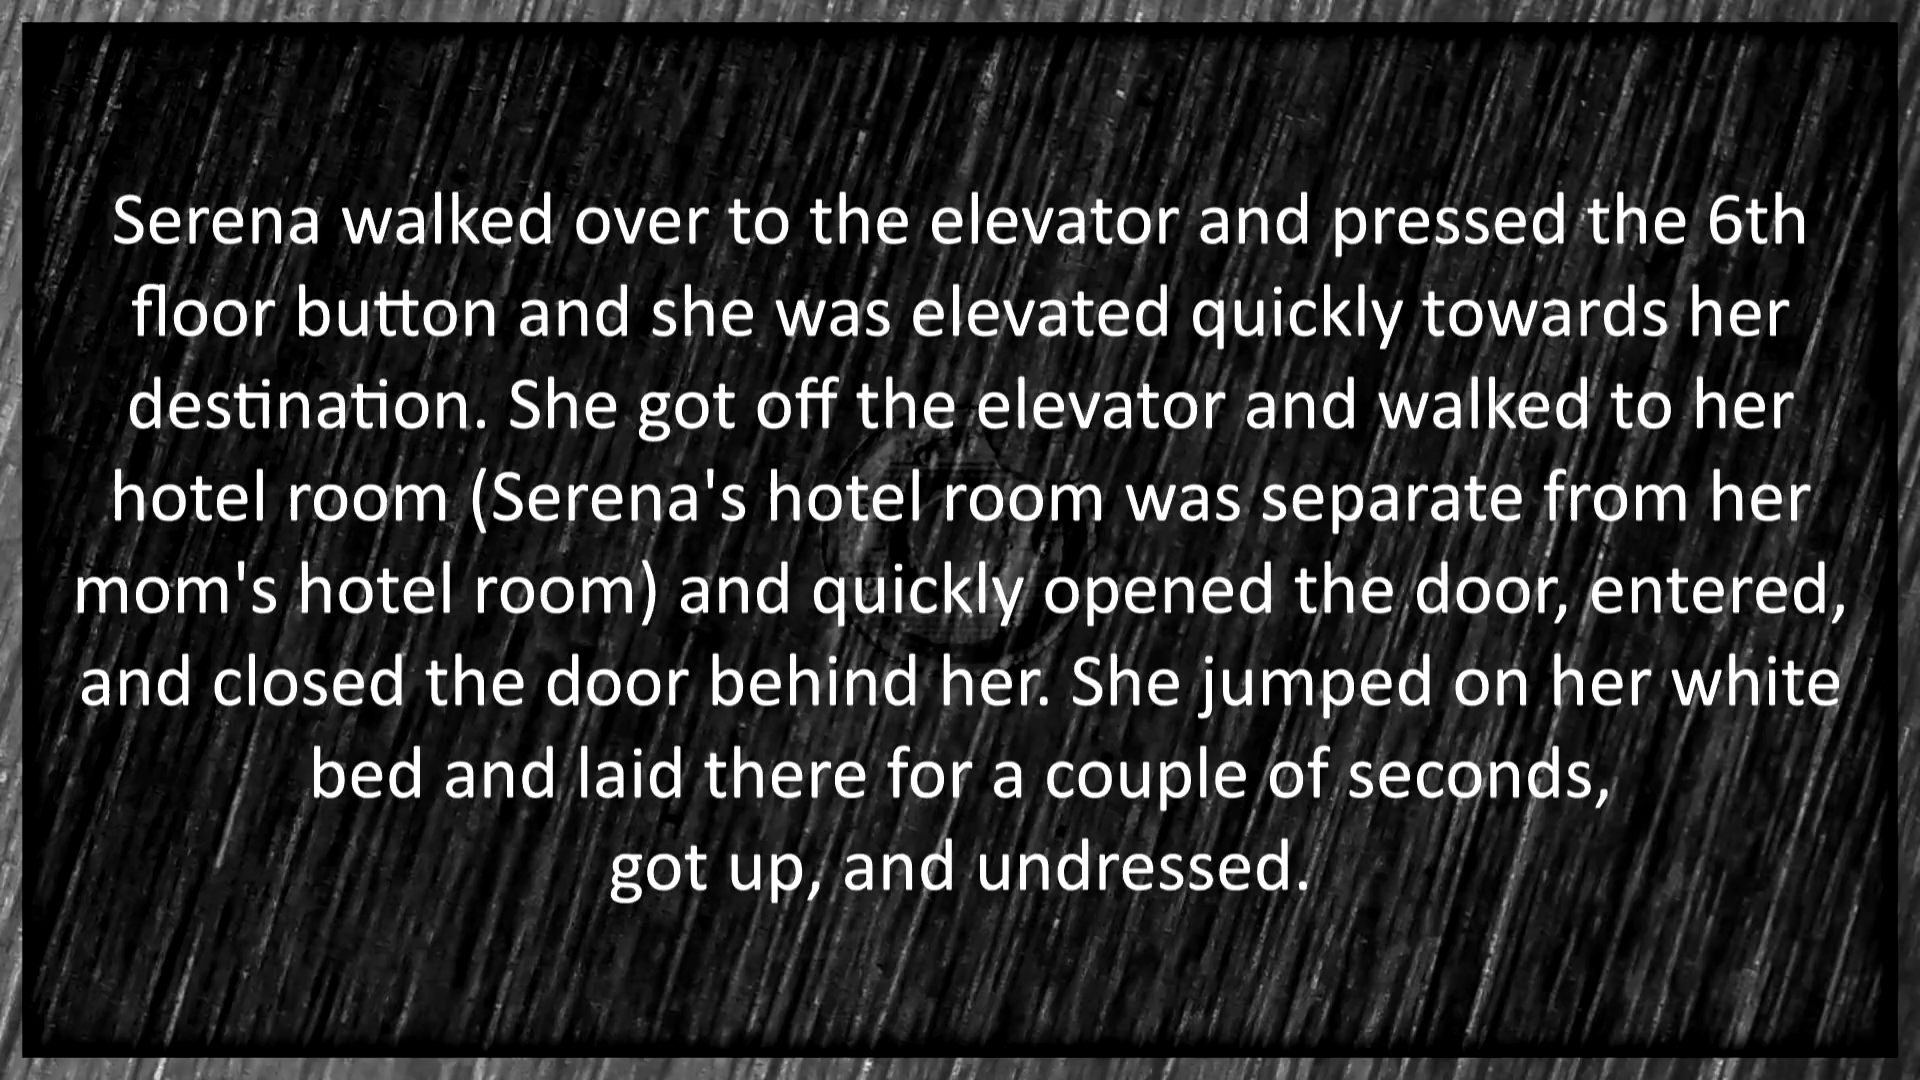 Serena walked over to the elevator and pressed the 6th
floor button and she was elevated quickly towards her
destination. She got off the elevator and walked to her
hotel room (Serena's hotel room was separate from her
mom's hotel room) and quickly opened the door, entered,
and closed the door behind her. She jumped on her white
bed and laid there for a couple of seconds,
got up, and undressed.